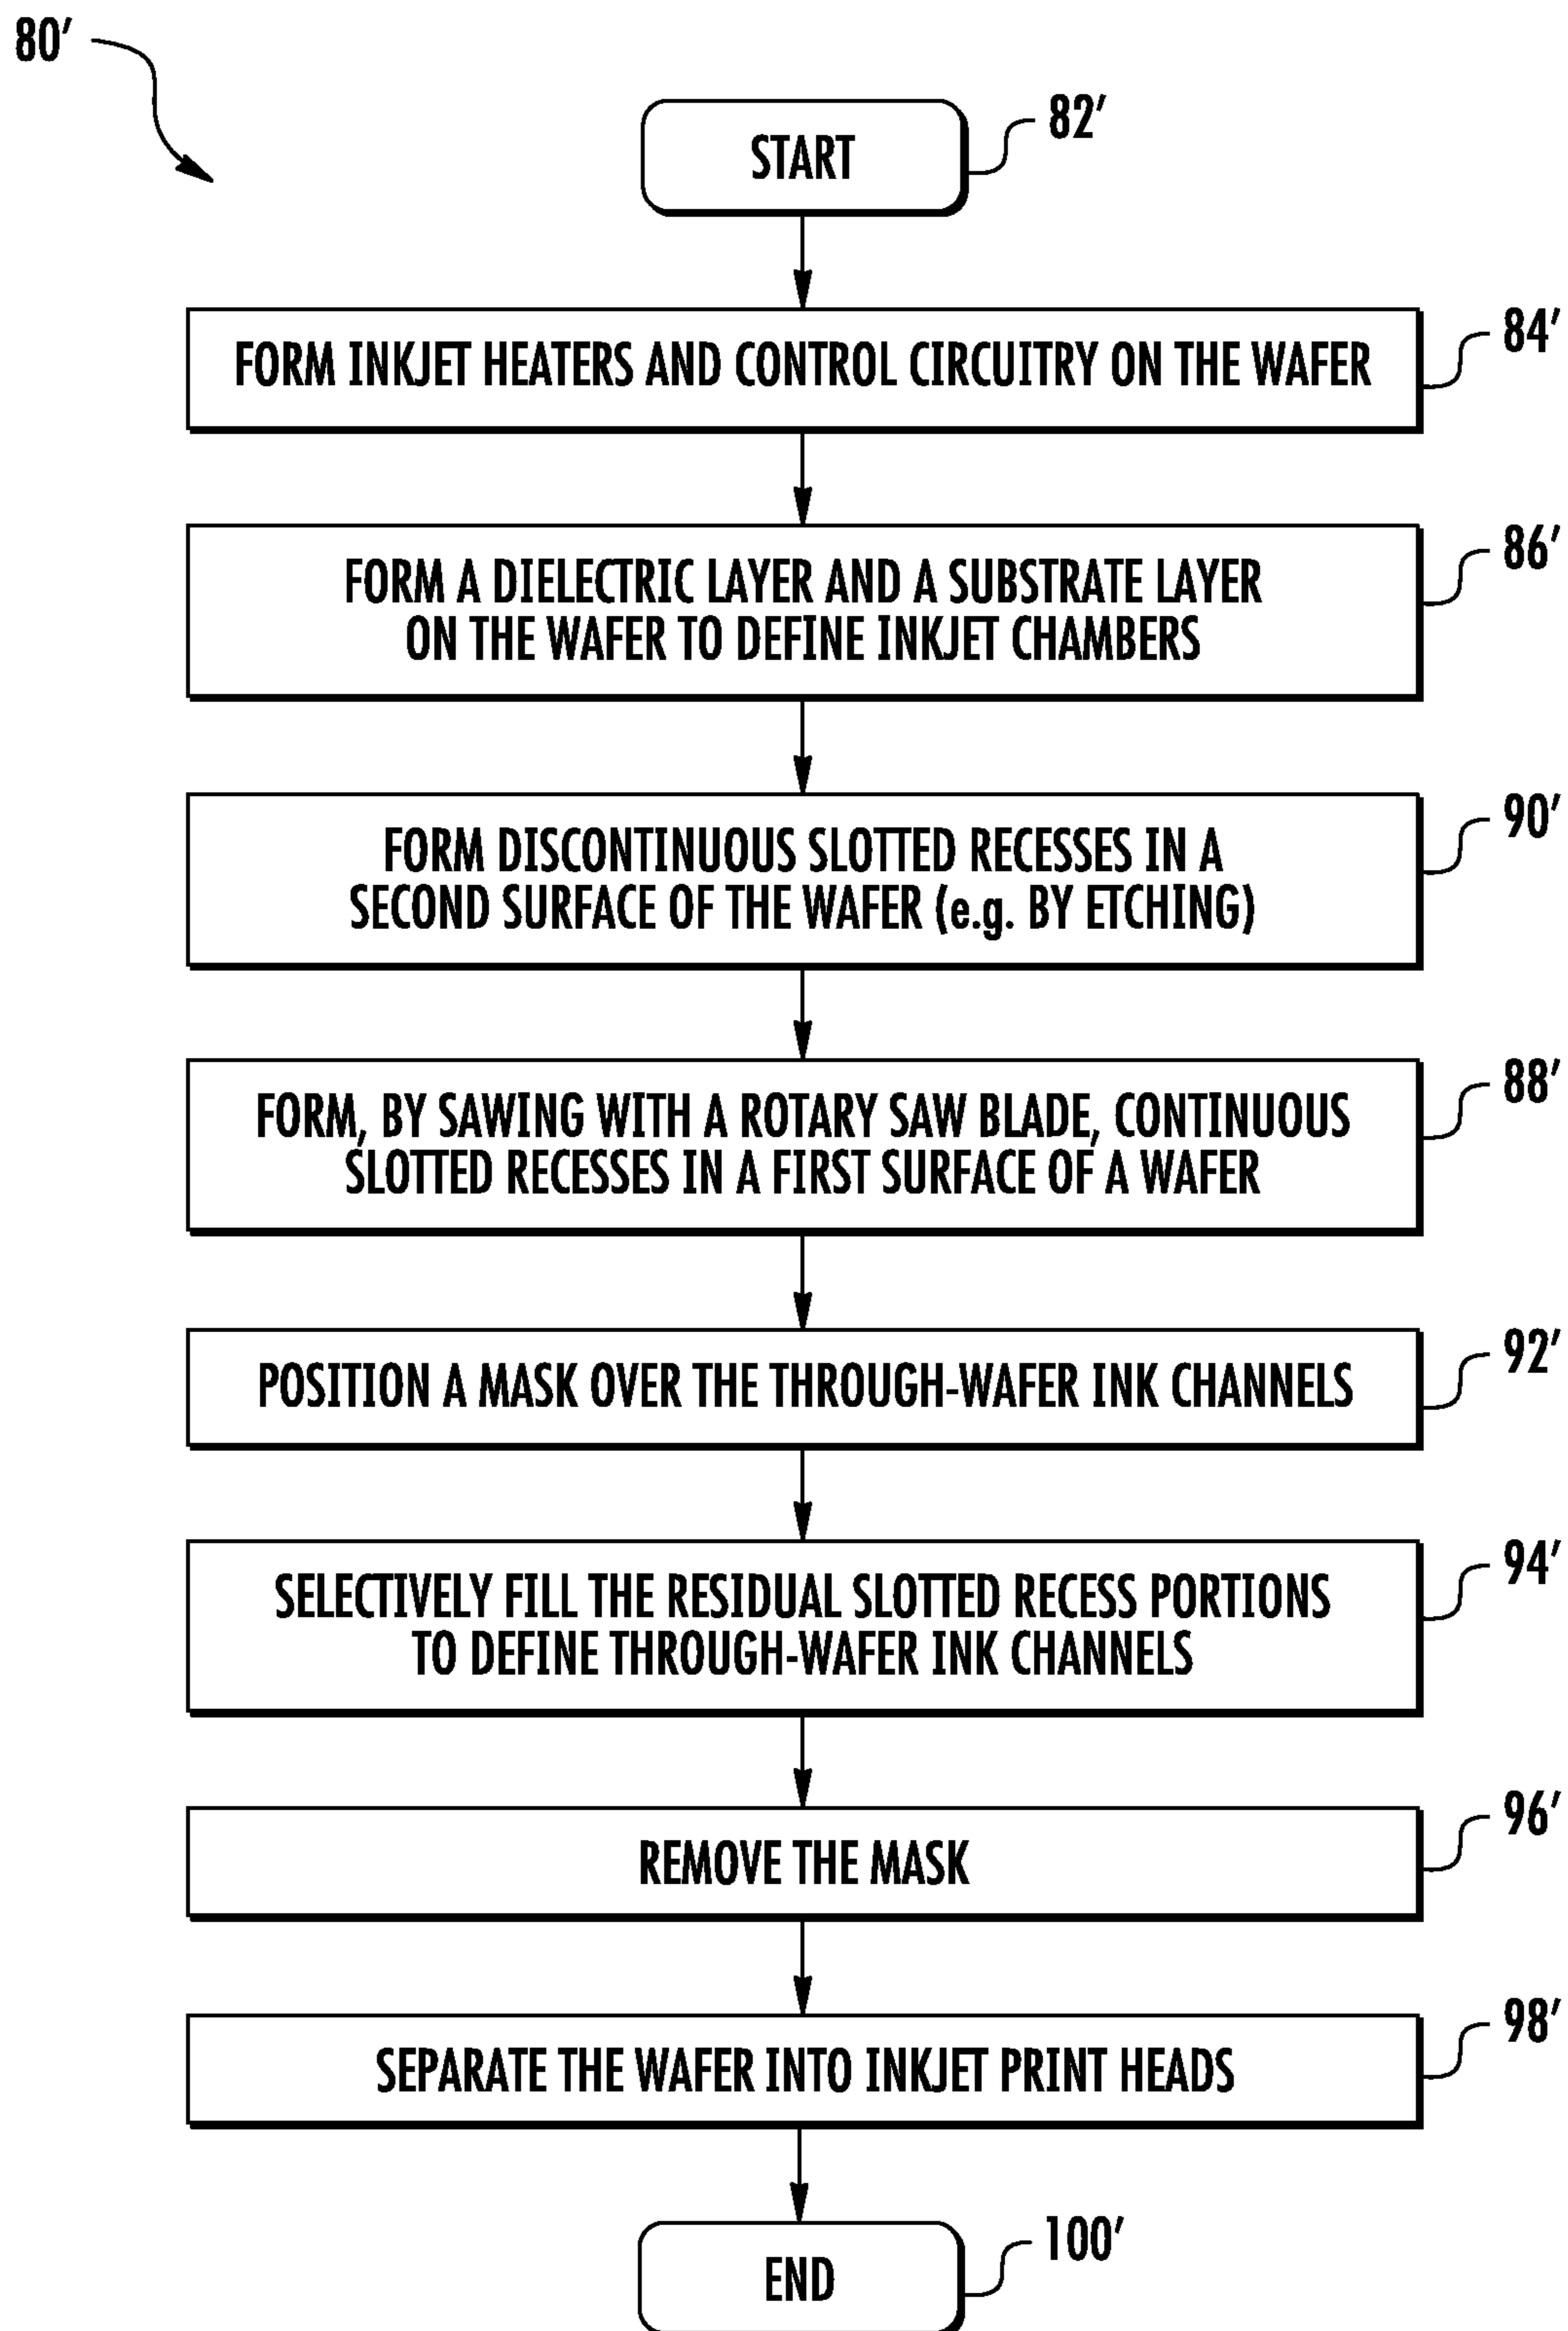 80′
START
82′
FORM INKJET HEATERS AND CONTROL CIRCUITRY ON THE WAFER
84′
FORM A DIELECTRIC LAYER AND A SUBSTRATE LAYER
ON THE WAFER TO DEFINE INKJET CHAMBERS
86′
FORM DISCONTINUOUS SLOTTED RECESSES IN A
SECOND SURFACE OF THE WAFER (e.g. BY ETCHING)
90′
FORM, BY SAWING WITH A ROTARY SAW BLADE, CONTINUOUS
SLOTTED RECESSES IN A FIRST SURFACE OF A WAFER
88′
POSITION A MASK OVER THE THROUGH-WAFER INK CHANNELS
92′
SELECTIVELY FILL THE RESIDUAL SLOTTED RECESS PORTIONS
TO DEFINE THROUGH-WAFER INK CHANNELS
94′
REMOVE THE MASK
96′
SEPARATE THE WAFER INTO INKJET PRINT HEADS
98′
END
100′